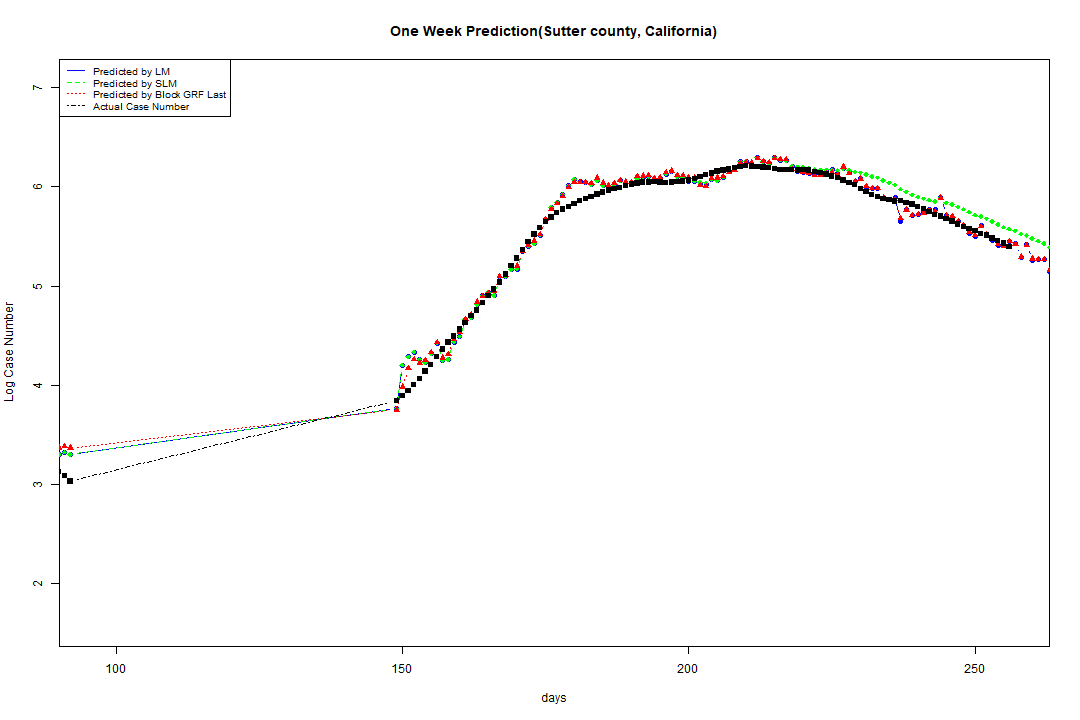 One Week Prediction(Sutter county, California)
Predicted by LM
Predicted by SLM
Predicted by Block GRF Last
Actual Case Number
7
6
5
4
3
2
Log Case Number
100
150
200
250
days